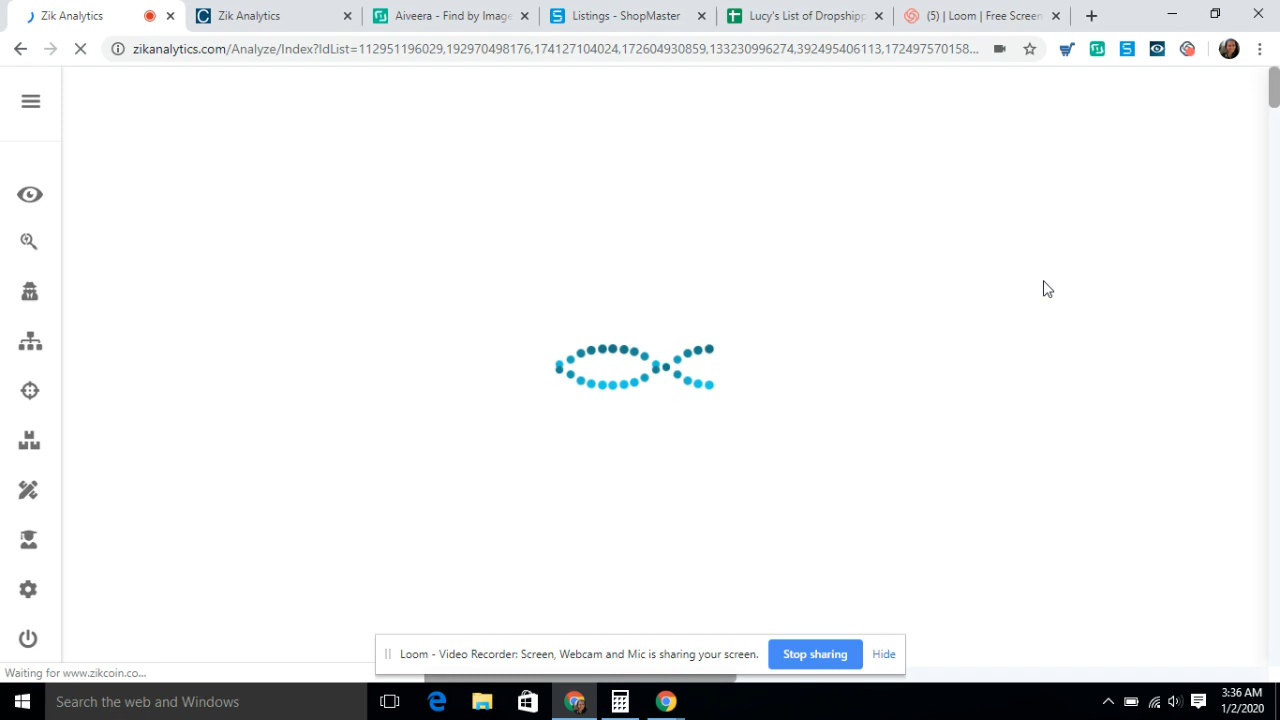 Zik Analytics
Zik Analytics
Aiveera - Find by Image
Listings - ShopMaster
Lucy's List of Dropshipp
(5) | Loom | Free Screen
zikanalytics.com/Analyze/Index?IdList=112951196029,192970498176,174127104024,172604930859,133230996274,392495406113,172497570158...
Loom - Video Recorder: Screen, Webcam and Mic is sharing your screen.
Stop sharing
Hide
Waiting for www.zikcoin.co...
Search the web and Windows
3:36 AM
1/2/2020